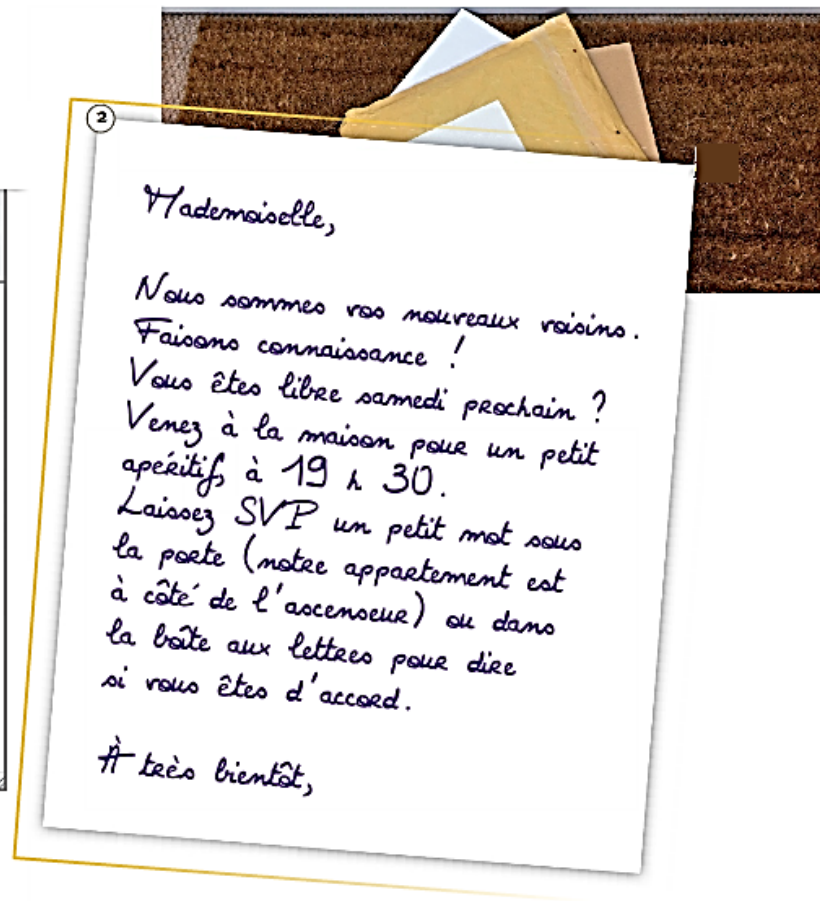 2
Mademoiselle,
Nous sommes vos nouveaux voisins.
Faisons connaissance !
Vous êtes libre samedi prochain ?
Venez à la maison pour un petit
apéritif, à 19 h 30.
Laissez SVP un petit mot sous
la porte (notre appartement est
à côté de l'ascenseur) ou dans
la boîte aux lettres pour dire
si vous êtes d'accord.
À très bientôt,